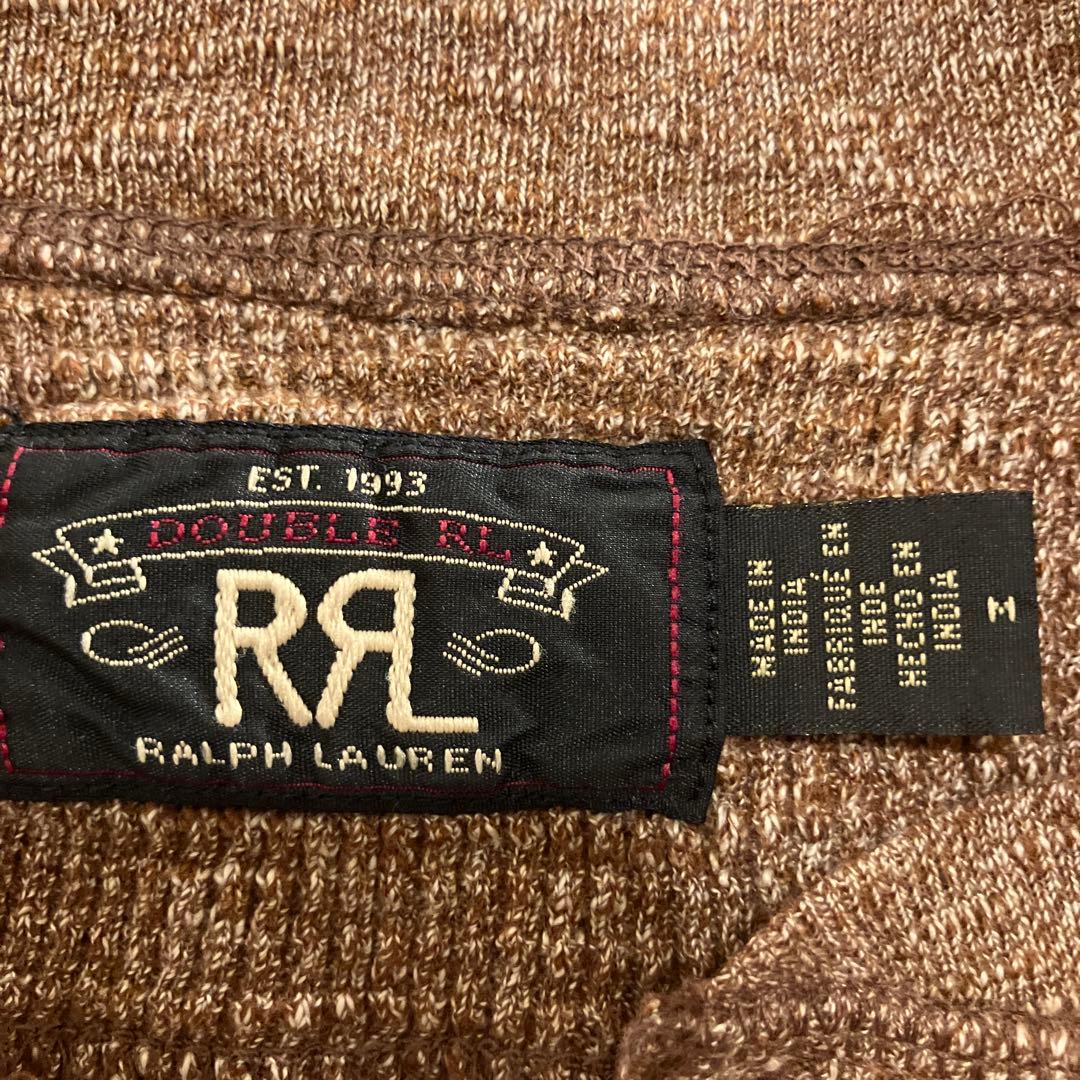 EST. 1993
DOUBLE RL
RRL
RALPH LAUREN
MADE IN
INDIA
FABRIQUÉ EN
INDE
HECHO EN
INDIA
M